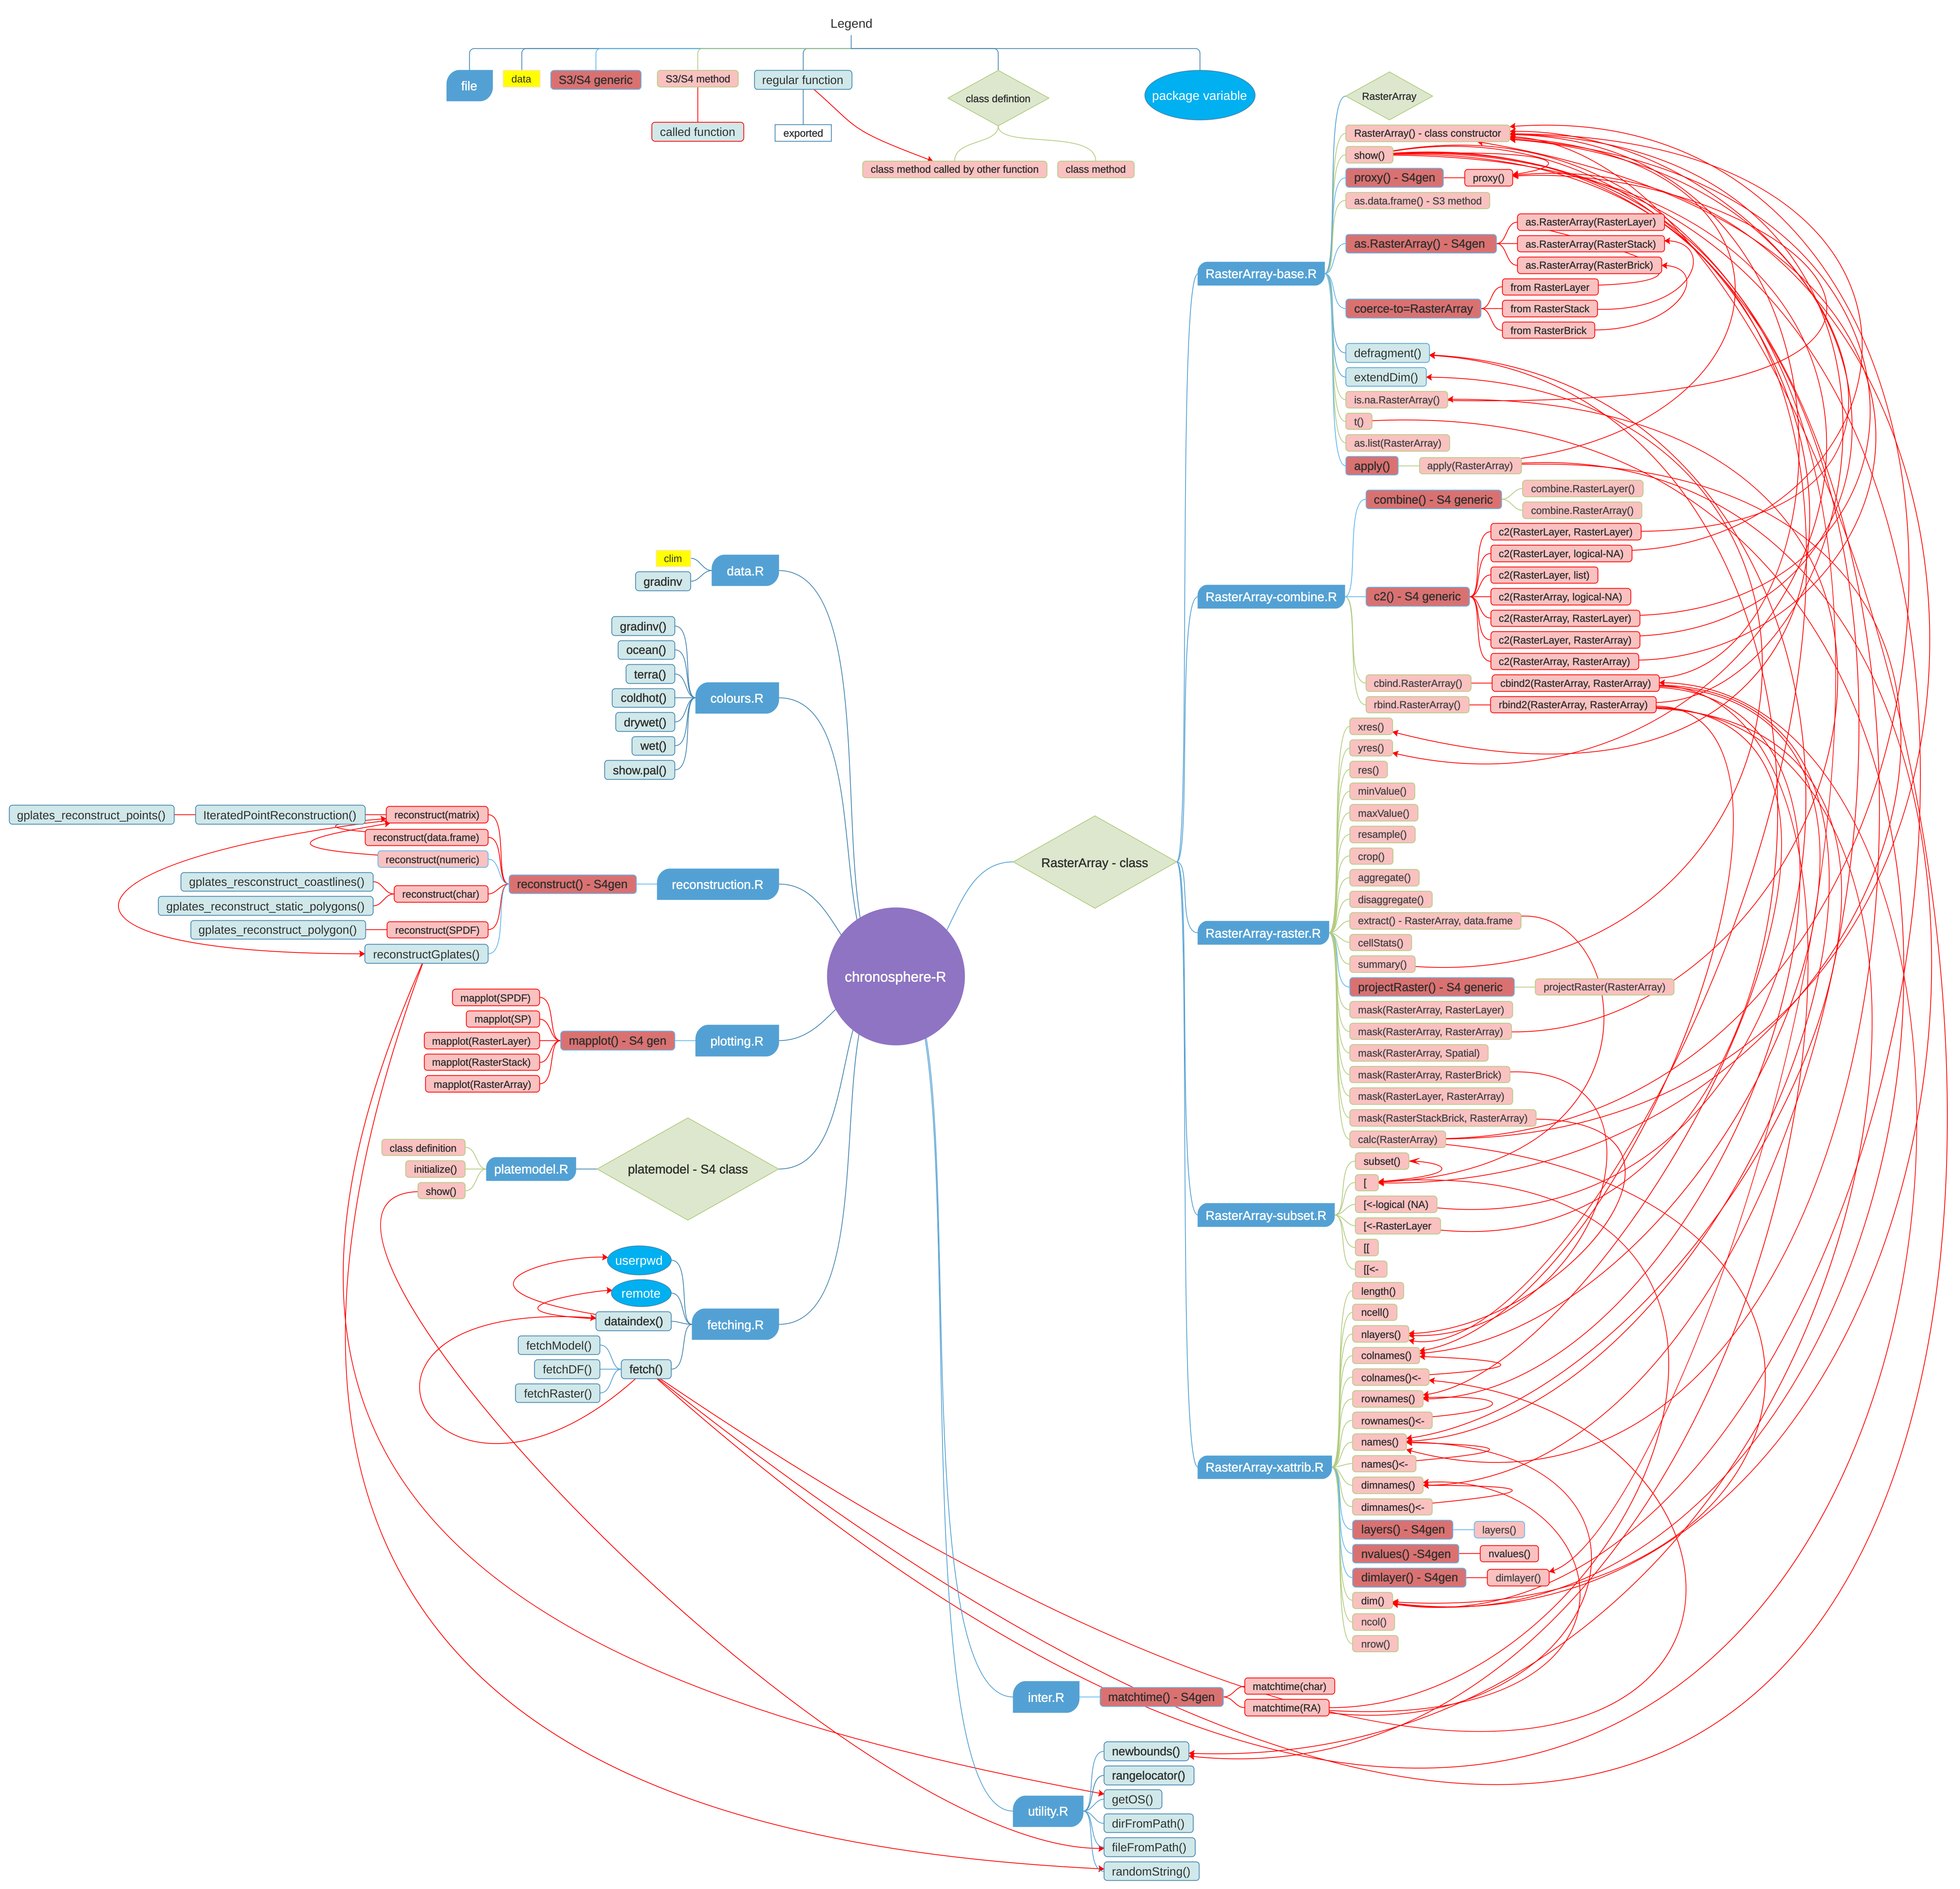 Legend
file
data
S3/S4 generic
S3/S4 method
regular function
class defintion
package variable
called function
exported
class method called by other function
class method
chronosphere-R
data.R
clim
gradinv
colours.R
gradinv()
ocean()
terra()
coldhot()
drywet()
wet()
show.pal()
reconstruction.R
reconstruct() - S4gen
reconstruct(matrix)
IteratedPointReconstruction()
gplates_reconstruct_points()
reconstruct(data.frame)
reconstruct(numeric)
reconstruct(char)
gplates_resconstruct_coastlines()
gplates_reconstruct_static_polygons()
reconstruct(SPDF)
gplates_reconstruct_polygon()
reconstructGplates()
plotting.R
mapplot() - S4 gen
mapplot(SPDF)
mapplot(SP)
mapplot(RasterLayer)
mapplot(RasterStack)
mapplot(RasterArray)
platemodel - S4 class
platemodel.R
class definition
initialize()
show()
fetching.R
userpwd
remote
dataindex()
fetch()
fetchModel()
fetchDF()
fetchRaster()
RasterArray - class
RasterArray-base.R
RasterArray
RasterArray() - class constructor
show()
proxy() - S4gen
proxy()
as.data.frame() - S3 method
as.RasterArray() - S4gen
as.RasterArray(RasterLayer)
as.RasterArray(RasterStack)
as.RasterArray(RasterBrick)
coerce-to=RasterArray
from RasterLayer
from RasterStack
from RasterBrick
defragment()
extendDim()
is.na.RasterArray()
t()
as.list(RasterArray)
apply()
apply(RasterArray)
RasterArray-combine.R
combine() - S4 generic
combine.RasterLayer()
combine.RasterArray()
c2() - S4 generic
c2(RasterLayer, RasterLayer)
c2(RasterLayer, logical-NA)
c2(RasterLayer, list)
c2(RasterArray, logical-NA)
c2(RasterArray, RasterLayer)
c2(RasterLayer, RasterArray)
c2(RasterArray, RasterArray)
cbind.RasterArray()
cbind2(RasterArray, RasterArray)
rbind.RasterArray()
rbind2(RasterArray, RasterArray)
RasterArray-raster.R
xres()
yres()
res()
minValue()
maxValue()
resample()
crop()
aggregate()
disaggregate()
extract() - RasterArray, data.frame
cellStats()
summary()
projectRaster() - S4 generic
projectRaster(RasterArray)
mask(RasterArray, RasterLayer)
mask(RasterArray, RasterArray)
mask(RasterArray, Spatial)
mask(RasterArray, RasterBrick)
mask(RasterLayer, RasterArray)
mask(RasterStackBrick, RasterArray)
calc(RasterArray)
RasterArray-subset.R
subset()
[
[<-logical (NA)
[<-RasterLayer
[[
[[<-
RasterArray-xattrib.R
length()
ncell()
nlayers()
colnames()
colnames()<-
rownames()
rownames()<-
names()
names()<-
dimnames()
dimnames()<-
layers() - S4gen
layers()
nvalues() -S4gen
nvalues()
dimlayer() - S4gen
dimlayer()
dim()
ncol()
nrow()
inter.R
matchtime() - S4gen
matchtime(char)
matchtime(RA)
utility.R
newbounds()
rangelocator()
getOS()
dirFromPath()
fileFromPath()
randomString()